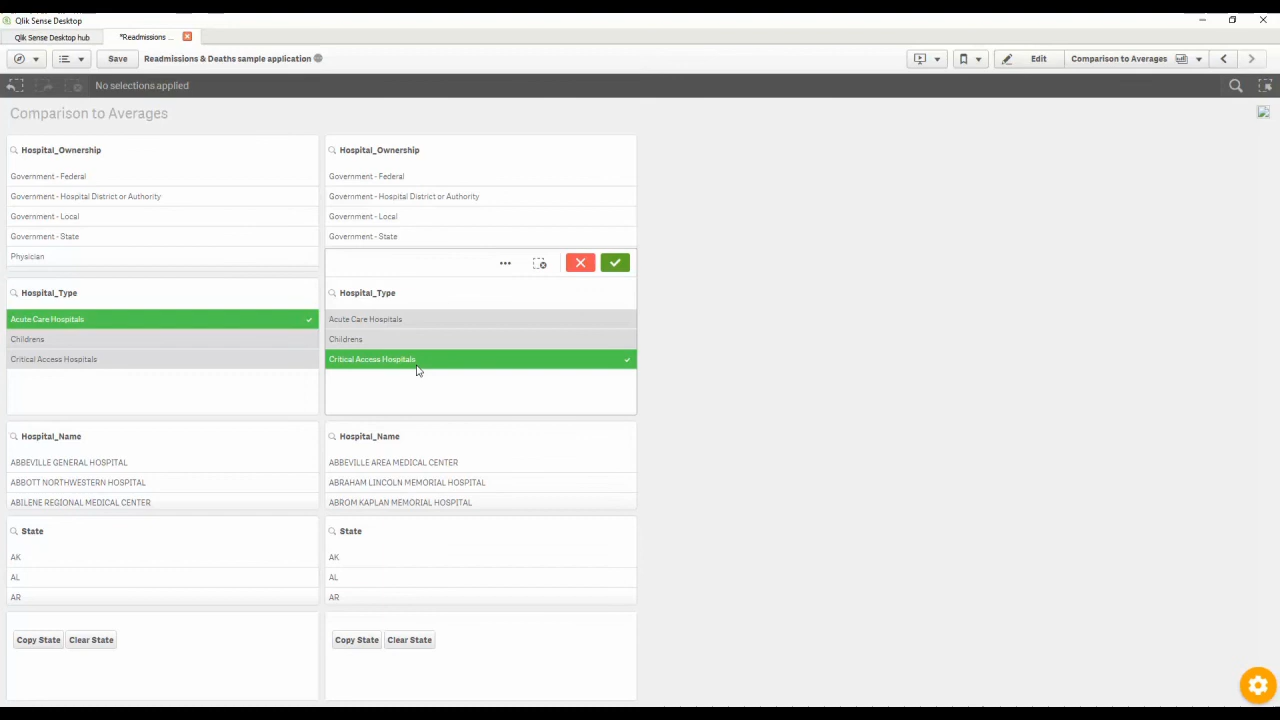 Qlik Sense Desktop
Qlik Sense Desktop hub
*Readmissions ...
Save
Readmissions & Deaths sample application
Edit
Comparison to Averages
No selections applied
Comparison to Averages
Hospital_Ownership
Government - Federal
Government - Hospital District or Authority
Government - Local
Government - State
Physician
Hospital_Type
Acute Care Hospitals
Childrens
Critical Access Hospitals
Hospital_Name
ABBEVILLE GENERAL HOSPITAL
ABBOTT NORTHWESTERN HOSPITAL
ABILENE REGIONAL MEDICAL CENTER
State
AK
AL
AR
Copy State
Clear State
Hospital_Ownership
Government - Federal
Government - Hospital District or Authority
Government - Local
Government - State
Hospital_Type
Acute Care Hospitals
Childrens
Critical Access Hospitals
Hospital_Name
ABBEVILLE AREA MEDICAL CENTER
ABRAHAM LINCOLN MEMORIAL HOSPITAL
ABROM KAPLAN MEMORIAL HOSPITAL
State
AK
AL
AR
Copy State
Clear State